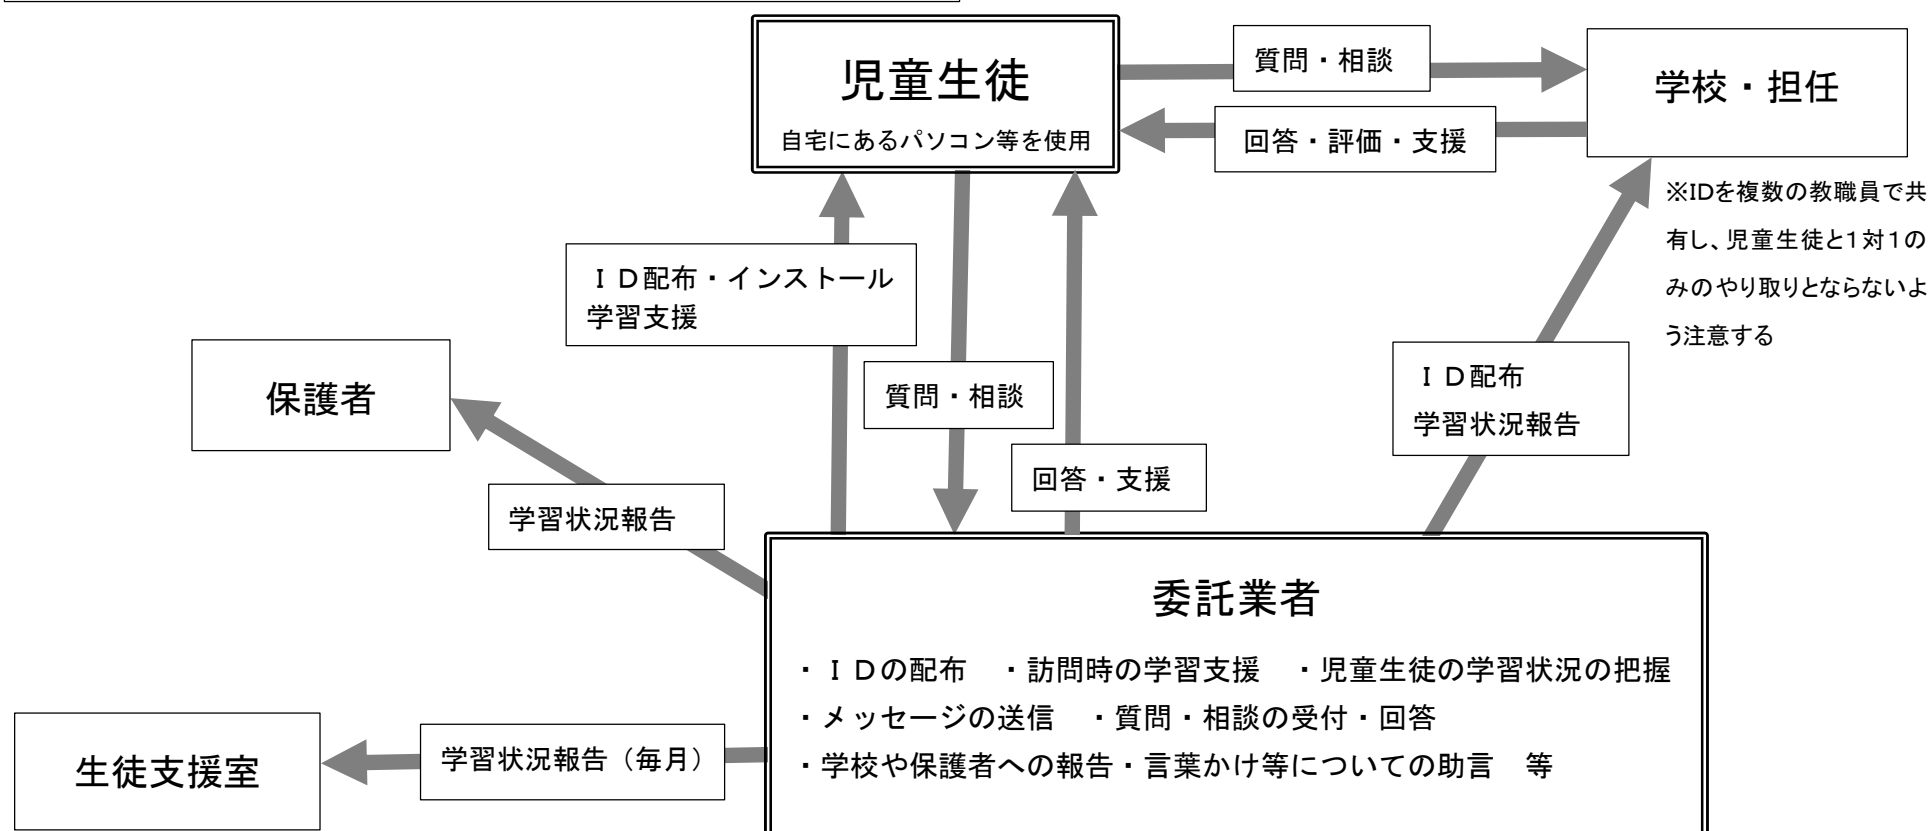 児童生徒
自宅にあるパソコン等を使用
質問・相談
回答・評価・支援
学校・担任
※IDを複数の教職員で共
有し、児童生徒と1対1の
みのやり取りとならないよ
う注意する
ＩＤ配布・インストール
学習支援
質問・相談
回答・支援
ＩＤ配布
学習状況報告
保護者
学習状況報告
委託業者
・ＩＤの配布　・訪問時の学習支援　・児童生徒の学習状況の把握
・メッセージの送信　・質問・相談の受付・回答
・学校や保護者への報告・言葉かけ等についての助言　等
学習状況報告（毎月）
生徒支援室